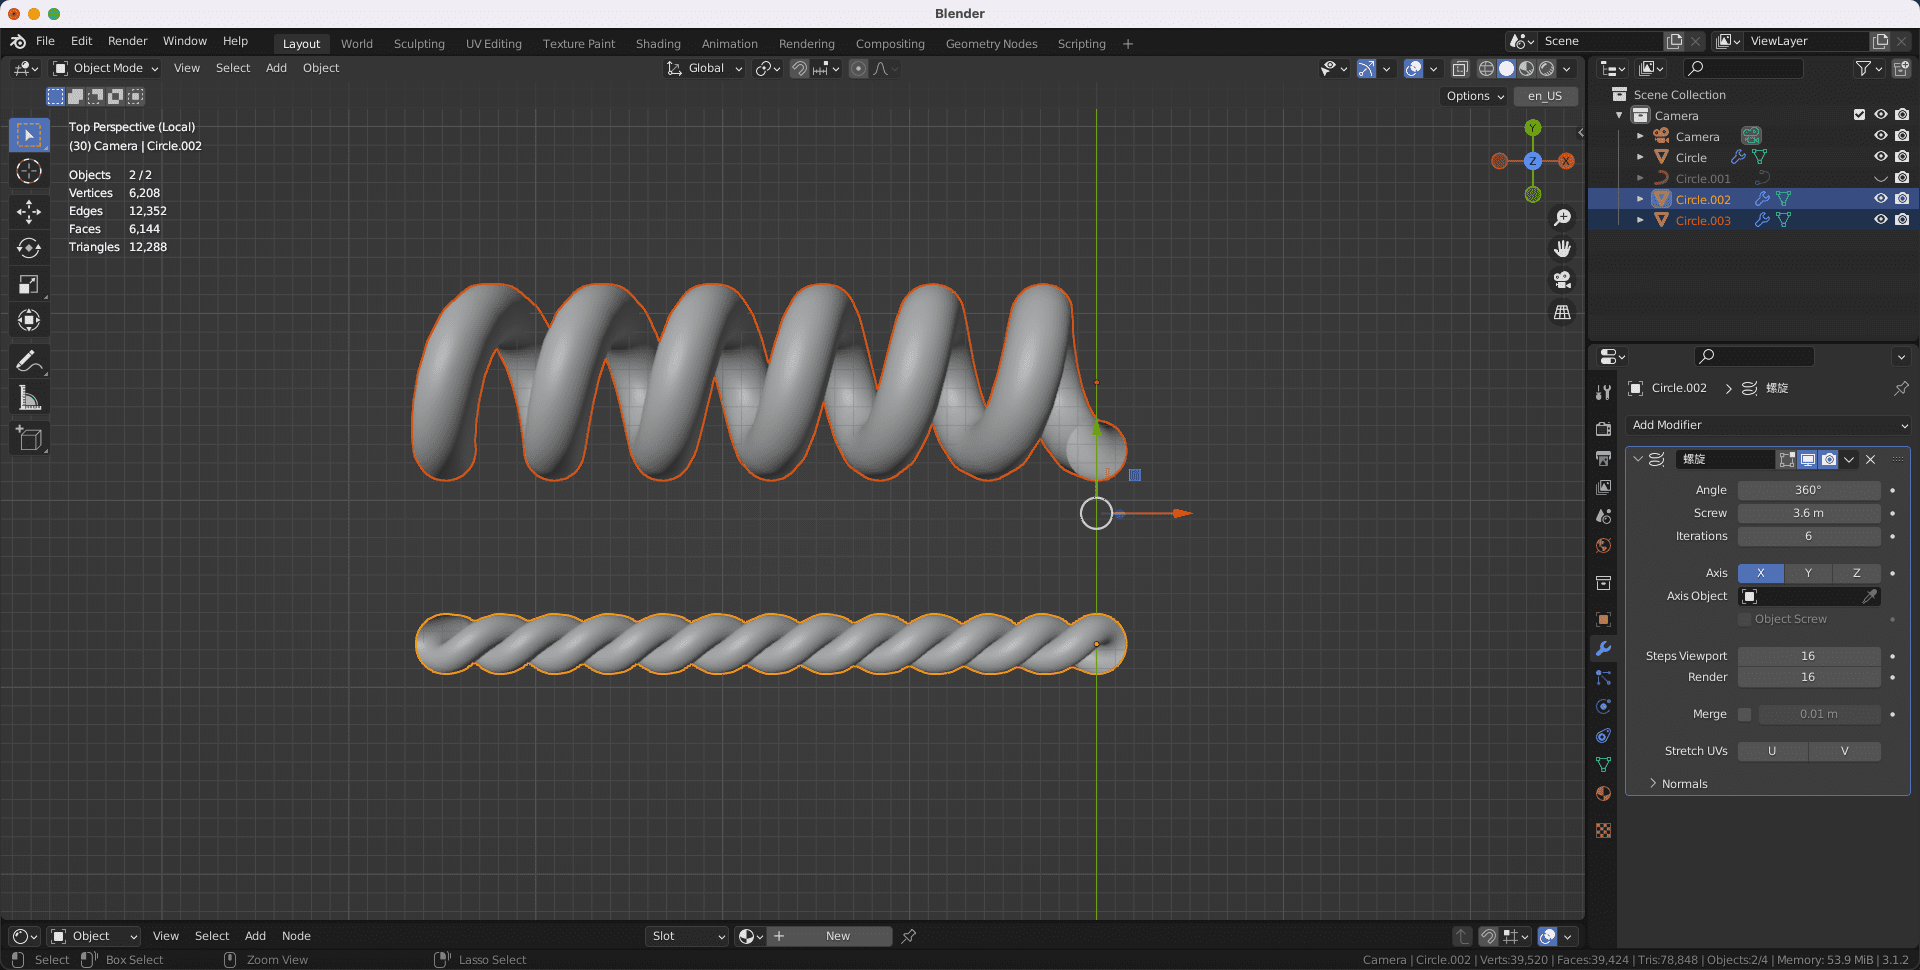 Blender
File Edit Render Window Help Layout World Sculpting UV Editing Texture Paint Shading Animation Rendering Compositing Geometry Nodes Scripting + Scene ViewLayer
Object Mode View Select Add Object Global
Options en_US
Top Perspective (Local)
(30) Camera | Circle.002
Objects 2 / 2
Vertices 6,208
Edges 12,352
Faces 6,144
Triangles 12,288
Y
Z X
Scene Collection
Camera
Camera
Circle
Circle.001
Circle.002
Circle.003
Circle.002 > 螺旋
Add Modifier
螺旋
Angle 360°
Screw 3.6 m
Iterations 6
Axis X Y Z
Axis Object
Object Screw
Steps Viewport 16
Render 16
Merge 0.01 m
Stretch UVs U V
Normals
Object View Select Add Node Slot New
Select Box Select Zoom View Lasso Select Camera | Circle.002 | Verts:39,520 | Faces:39,424 | Tris:78,848 | Objects:2/4 | Memory: 53.9 MiB | 3.1.2